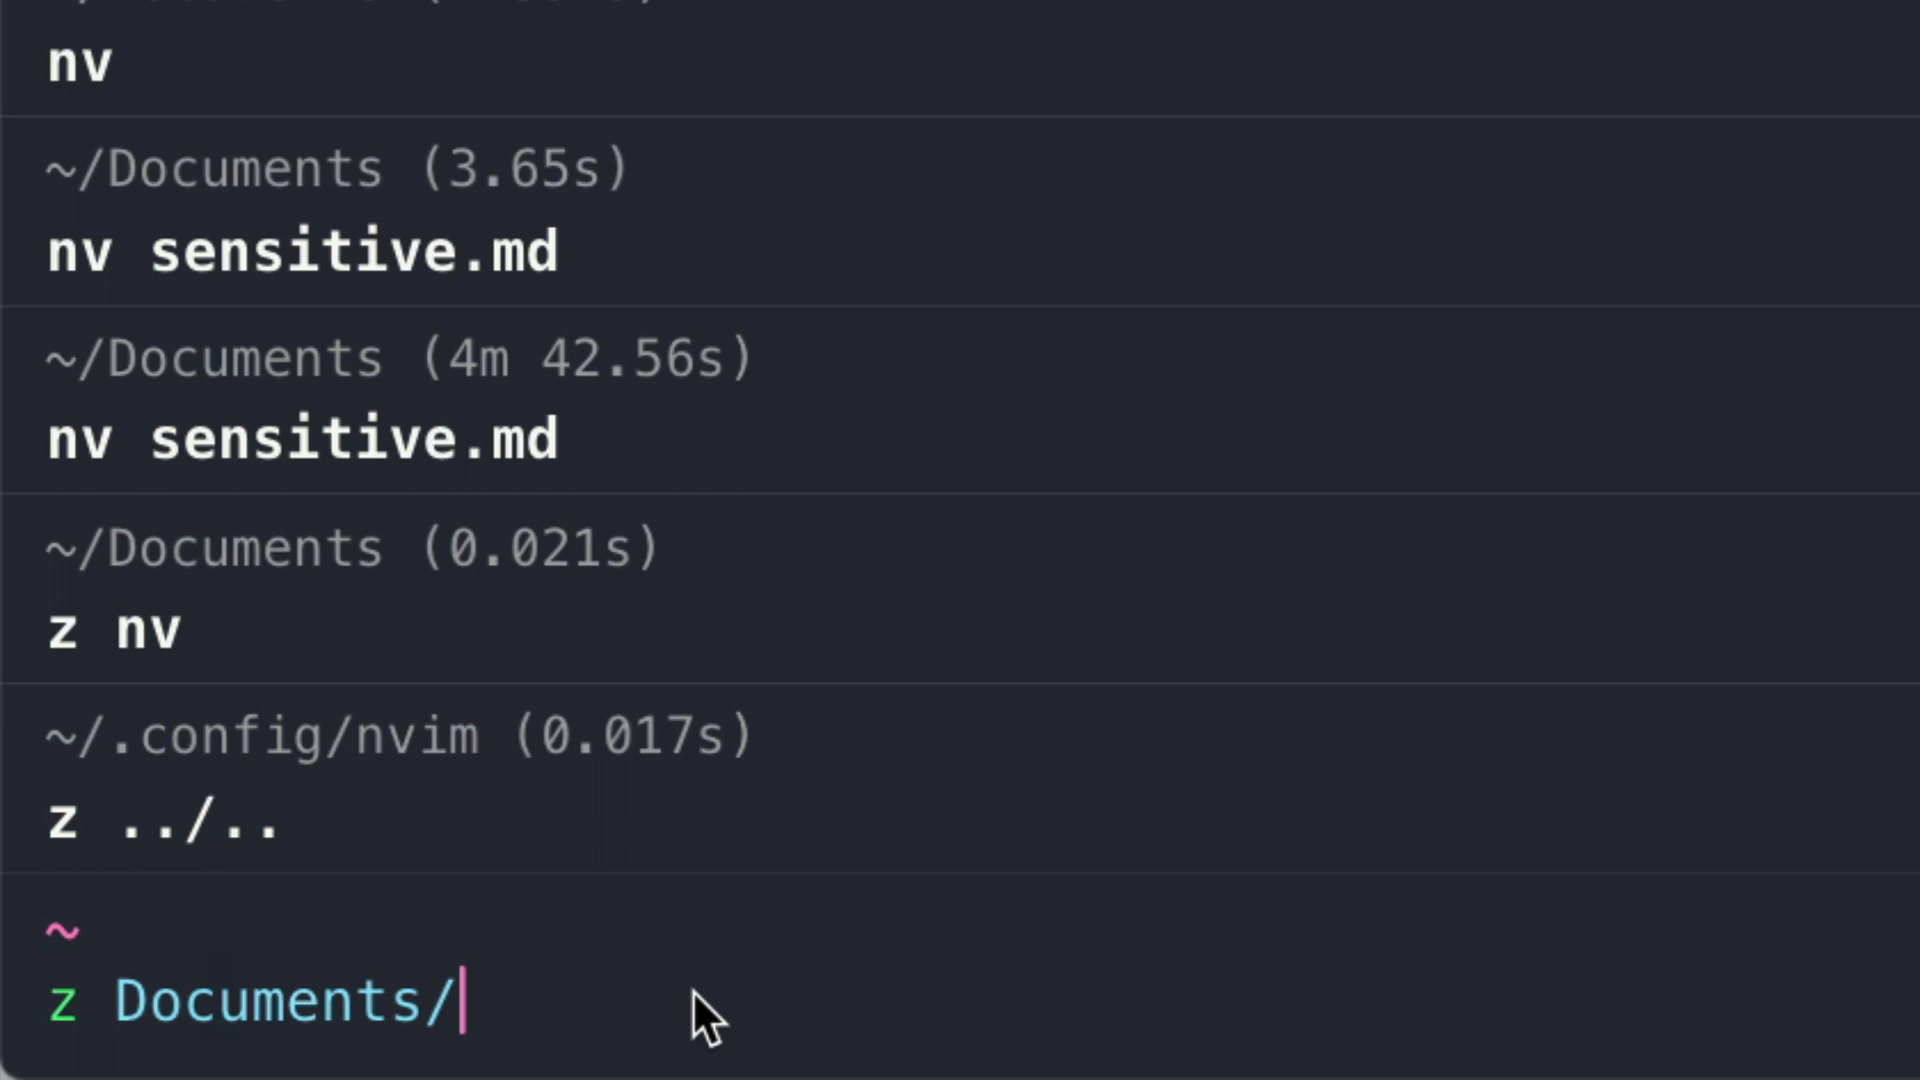 nv
~/Documents (3.65s)
nv sensitive.md
~/Documents (4m 42.56s)
nv sensitive.md
~/Documents (0.021s)
z nv
~/.config/nvim (0.017s)
z ../..
~
z Documents/